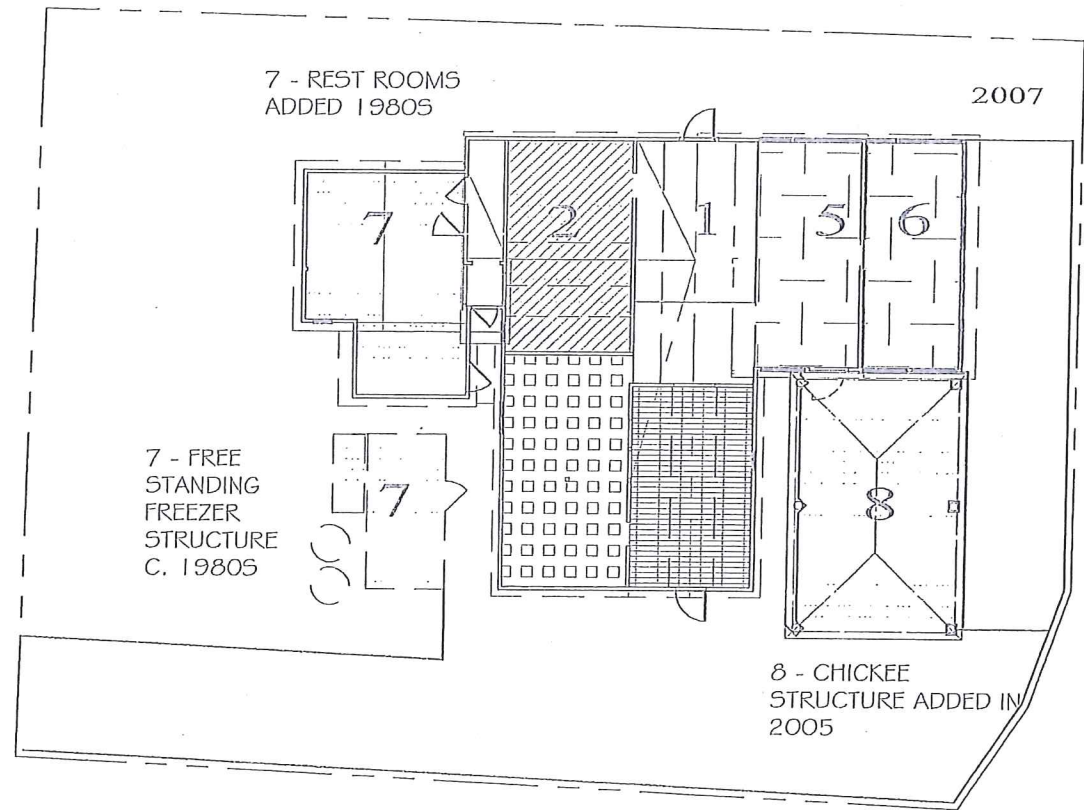 7 - REST ROOMS
ADDED 1980S
2007
7
2
1
5
6
7 - FREE
STANDING
FREEZER
STRUCTURE
C. 1980S
7
8
8 - CHICKEE
STRUCTURE ADDED IN
2005